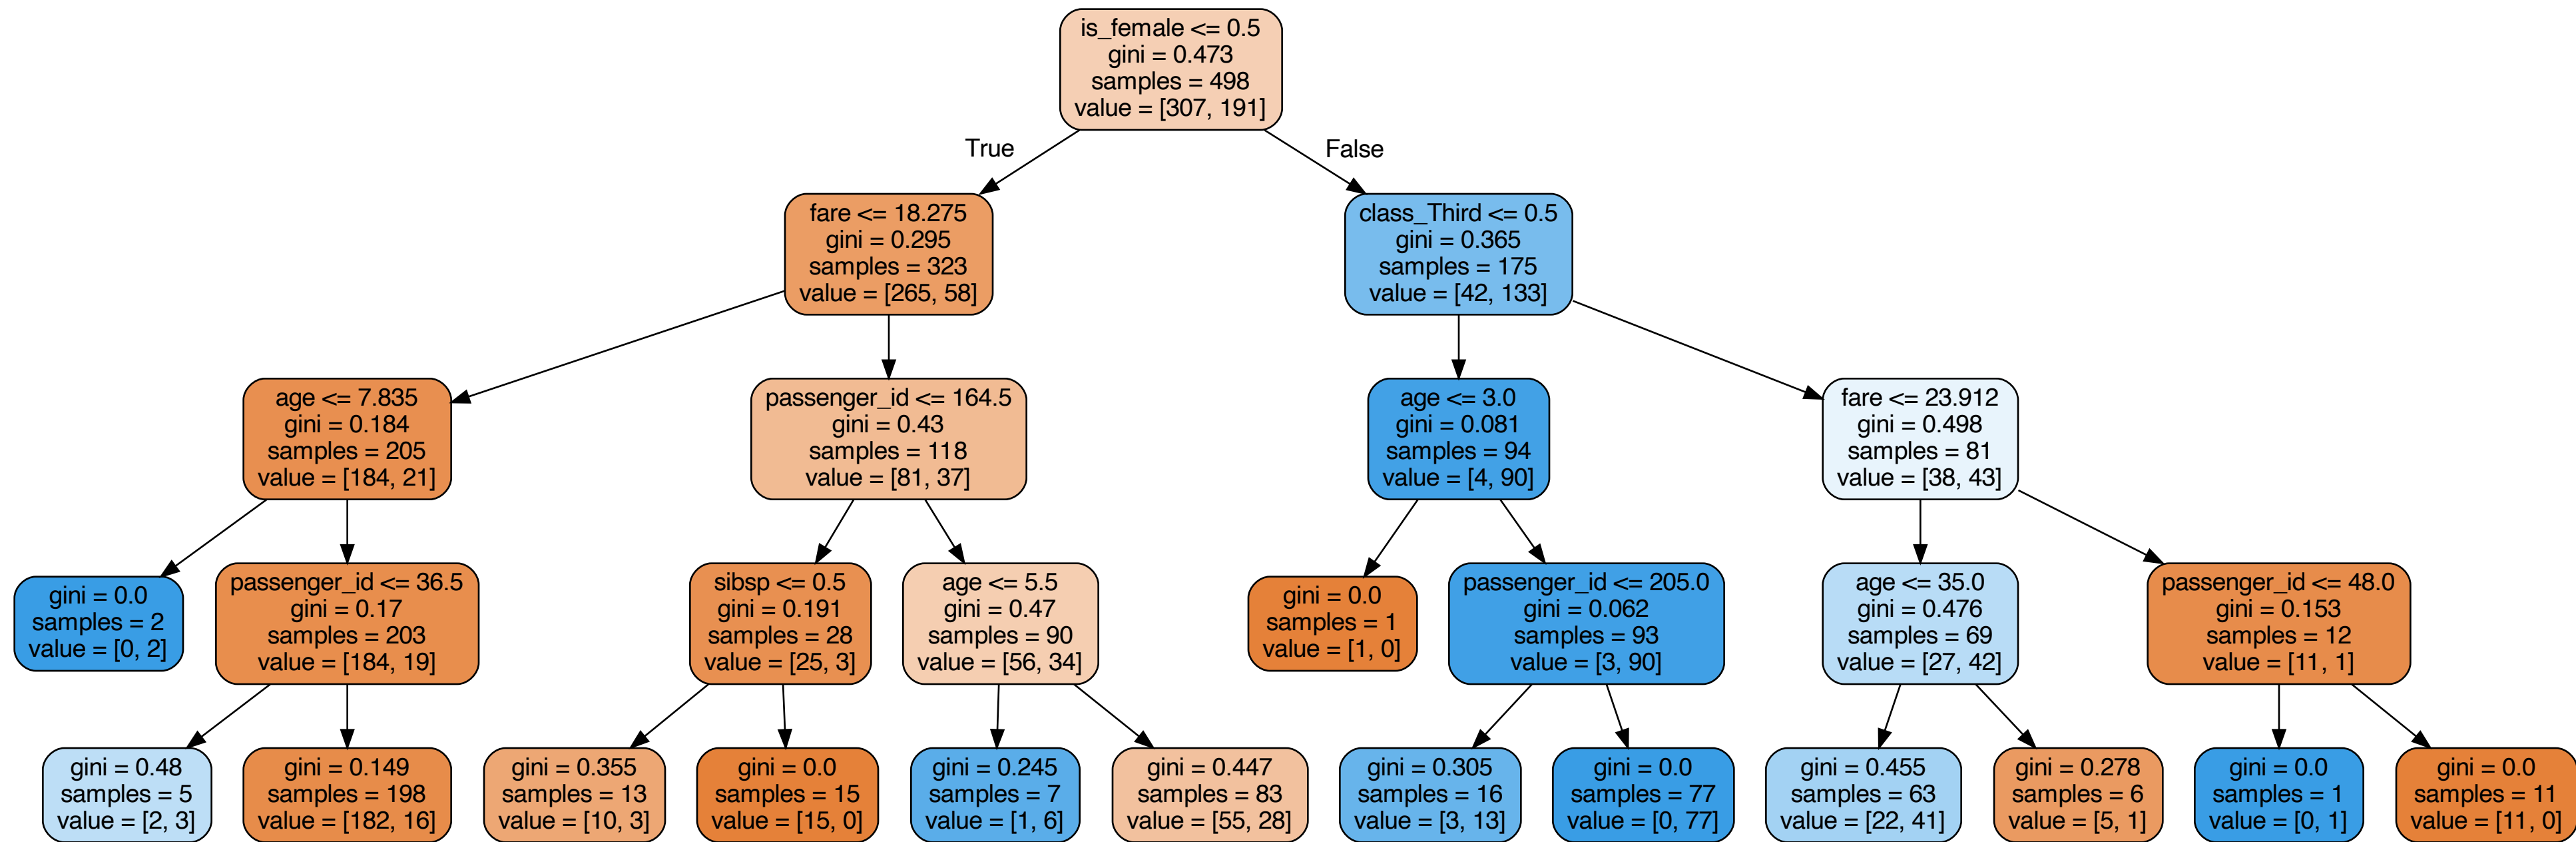 is_female <= 0.5
gini = 0.473
samples = 498
value = [307, 191]
True
False
fare <= 18.275
gini = 0.295
samples = 323
value = [265, 58]
class_Third <= 0.5
gini = 0.365
samples = 175
value = [42, 133]
age <= 7.835
gini = 0.184
samples = 205
value = [184, 21]
passenger_id <= 164.5
gini = 0.43
samples = 118
value = [81, 37]
age <= 3.0
gini = 0.081
samples = 94
value = [4, 90]
fare <= 23.912
gini = 0.498
samples = 81
value = [38, 43]
gini = 0.0
samples = 2
value = [0, 2]
passenger_id <= 36.5
gini = 0.17
samples = 203
value = [184, 19]
sibsp <= 0.5
gini = 0.191
samples = 28
value = [25, 3]
age <= 5.5
gini = 0.47
samples = 90
value = [56, 34]
gini = 0.0
samples = 1
value = [1, 0]
passenger_id <= 205.0
gini = 0.062
samples = 93
value = [3, 90]
age <= 35.0
gini = 0.476
samples = 69
value = [27, 42]
passenger_id <= 48.0
gini = 0.153
samples = 12
value = [11, 1]
gini = 0.48
samples = 5
value = [2, 3]
gini = 0.149
samples = 198
value = [182, 16]
gini = 0.355
samples = 13
value = [10, 3]
gini = 0.0
samples = 15
value = [15, 0]
gini = 0.245
samples = 7
value = [1, 6]
gini = 0.447
samples = 83
value = [55, 28]
gini = 0.305
samples = 16
value = [3, 13]
gini = 0.0
samples = 77
value = [0, 77]
gini = 0.455
samples = 63
value = [22, 41]
gini = 0.278
samples = 6
value = [5, 1]
gini = 0.0
samples = 1
value = [0, 1]
gini = 0.0
samples = 11
value = [11, 0]